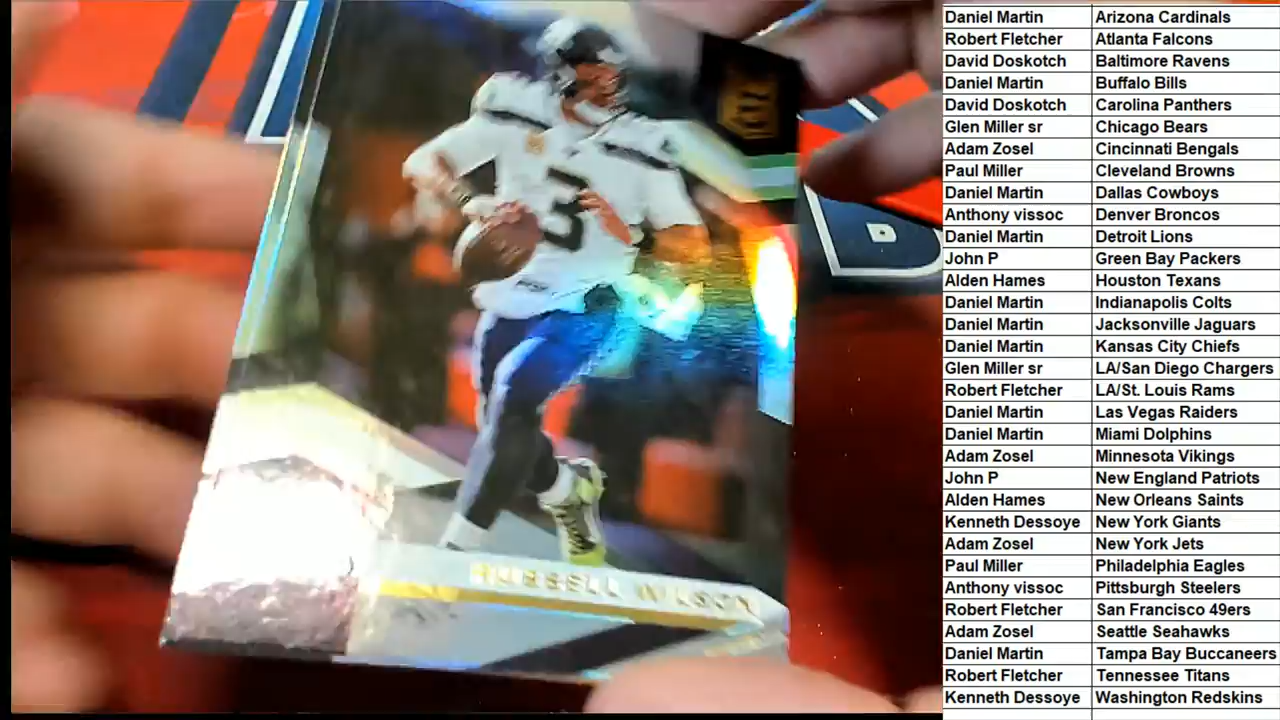 3
RUSSELL WILSON
Daniel Martin Arizona Cardinals
Robert Fletcher Atlanta Falcons
David Doskotch Baltimore Ravens
Daniel Martin Buffalo Bills
David Doskotch Carolina Panthers
Glen Miller sr Chicago Bears
Adam Zosel Cincinnati Bengals
Paul Miller Cleveland Browns
Daniel Martin Dallas Cowboys
Anthony vissoc Denver Broncos
Daniel Martin Detroit Lions
John P Green Bay Packers
Alden Hames Houston Texans
Daniel Martin Indianapolis Colts
Daniel Martin Jacksonville Jaguars
Daniel Martin Kansas City Chiefs
Glen Miller sr LA/San Diego Chargers
Robert Fletcher LA/St. Louis Rams
Daniel Martin Las Vegas Raiders
Daniel Martin Miami Dolphins
Adam Zosel Minnesota Vikings
John P New England Patriots
Alden Hames New Orleans Saints
Kenneth Dessoye New York Giants
Adam Zosel New York Jets
Paul Miller Philadelphia Eagles
Anthony vissoc Pittsburgh Steelers
Robert Fletcher San Francisco 49ers
Adam Zosel Seattle Seahawks
Daniel Martin Tampa Bay Buccaneers
Robert Fletcher Tennessee Titans
Kenneth Dessoye Washington Redskins